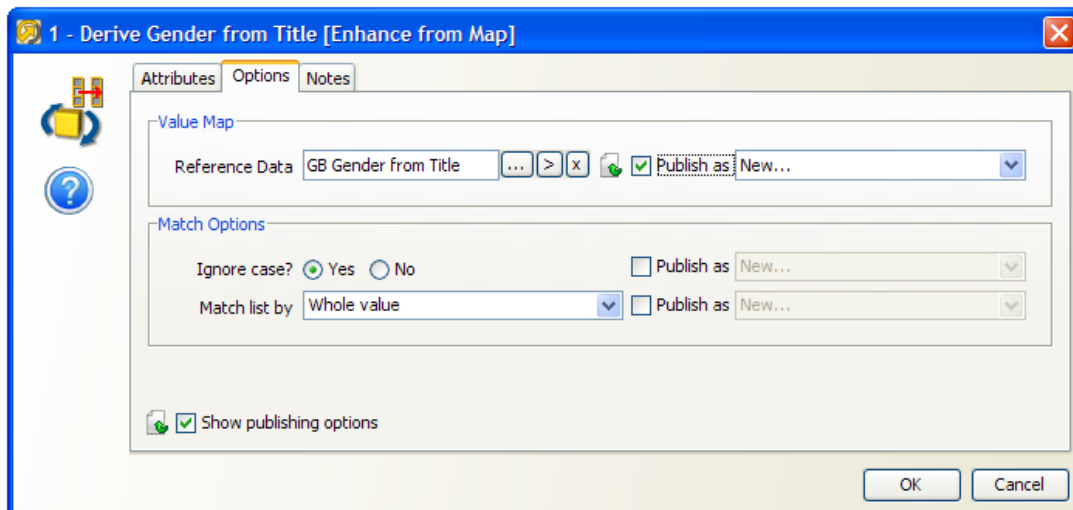 1 - Derive Gender from Title [Enhance from Map]
Attributes Options Notes
Value Map
Reference Data GB Gender from Title ... > x Publish as New...
Match Options
Ignore case? Yes No Publish as New...
Match list by Whole value Publish as New...
Show publishing options
OK Cancel